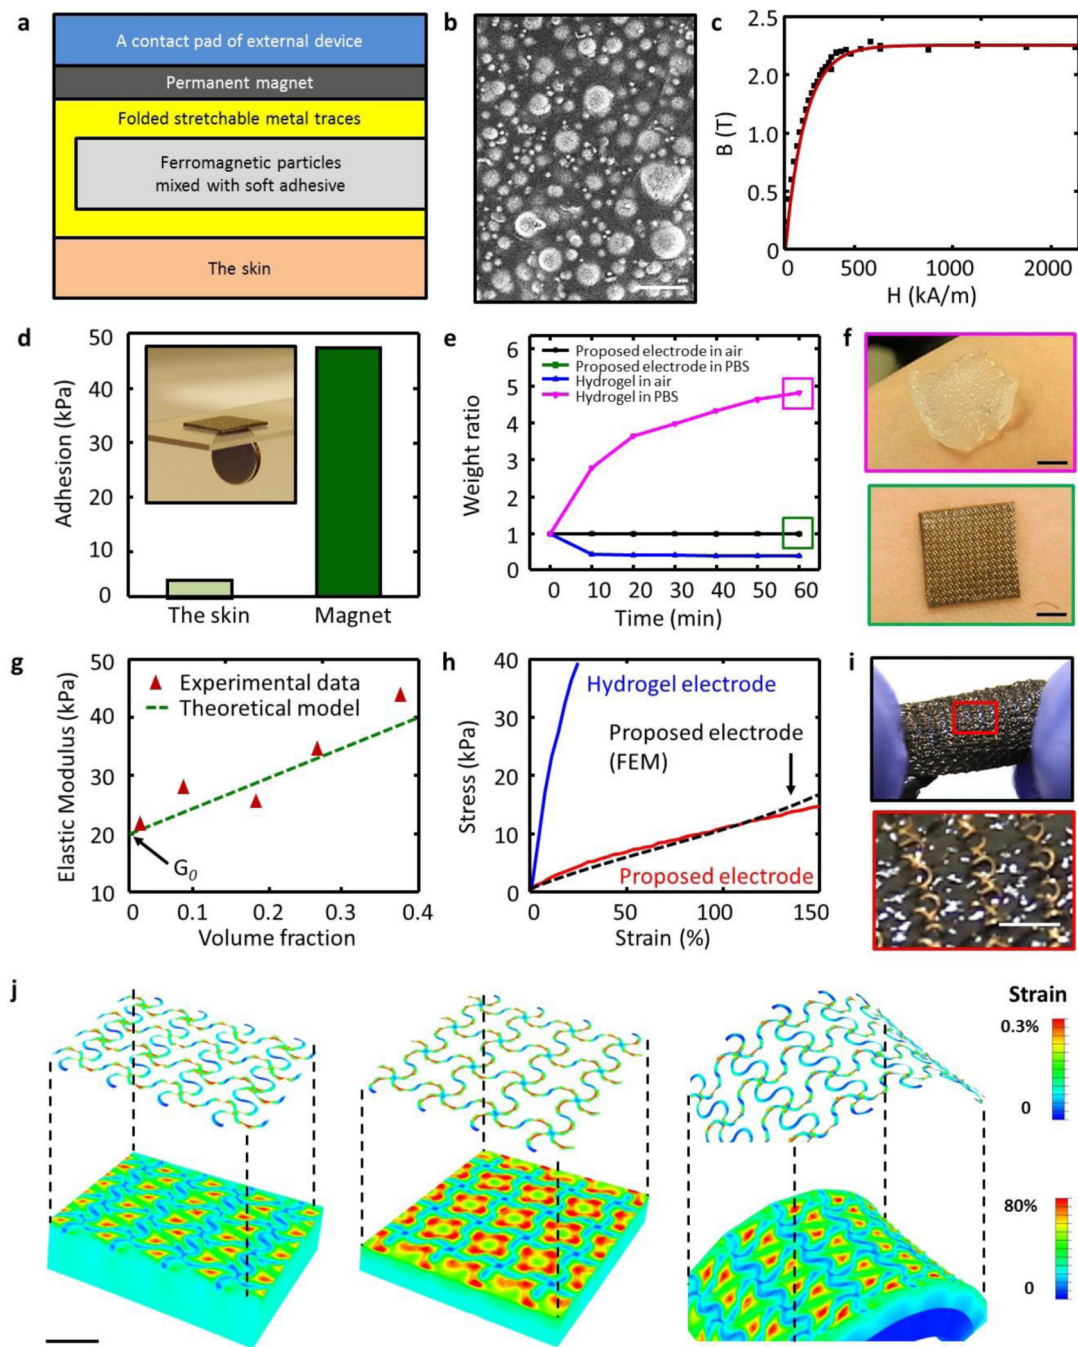 a
A contact pad of external device
Permanent magnet
Folded stretchable metal traces
Ferromagnetic particles
mixed with soft adhesive
The skin
b
c
2.5
2.0
1.0
0.5
0
B (T)
0 500 1000 2000
H (kA/m)
d
50
40
30
20
10
0
Adhesion (kPa)
The skin Magnet
e
6
5
4
3
2
1
0
Weight ratio
Proposed electrode in air
Proposed electrode in PBS
Hydrogel in air
Hydrogel in PBS
0 10 20 30 40 50 60
Time (min)
f
g
50
40
30
20
10
Elastic Modulus (kPa)
Experimental data
Theoretical model
G0
0 0.1 0.2 0.3 0.4
Volume fraction
h
40
30
20
10
0
Stress (kPa)
Hydrogel electrode
Proposed electrode
(FEM)
Proposed electrode
0 50 100 150
Strain (%)
i
j
Strain
0.3%
0
80%
0